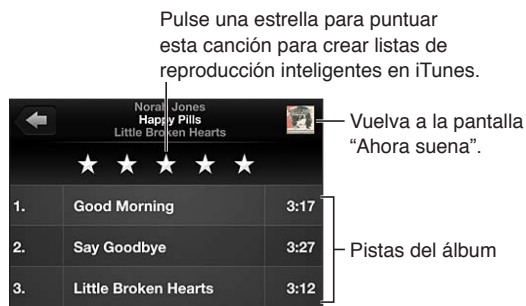 Pulse una estrella para puntuar
esta canción para crear listas de
reproducción inteligentes en iTunes.
Norah Jones
Happy Pills
Little Broken Hearts
Vuelva a la pantalla
“Ahora suena”.
1. Good Morning 3:17
2. Say Goodbye 3:27
3. Little Broken Hearts 3:12
Pistas del álbum